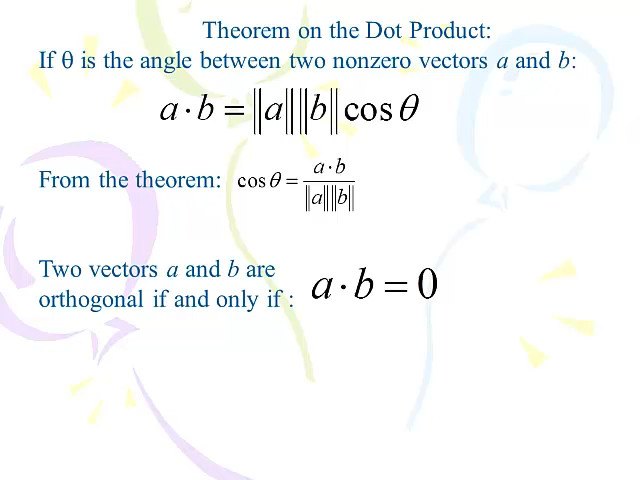 Theorem on the Dot Product:
If θ is the angle between two nonzero vectors a and b:
a · b = ||a|| ||b|| cos θ
From the theorem: cos θ = a · b / ||a|| ||b||
Two vectors a and b are
orthogonal if and only if :
a · b = 0